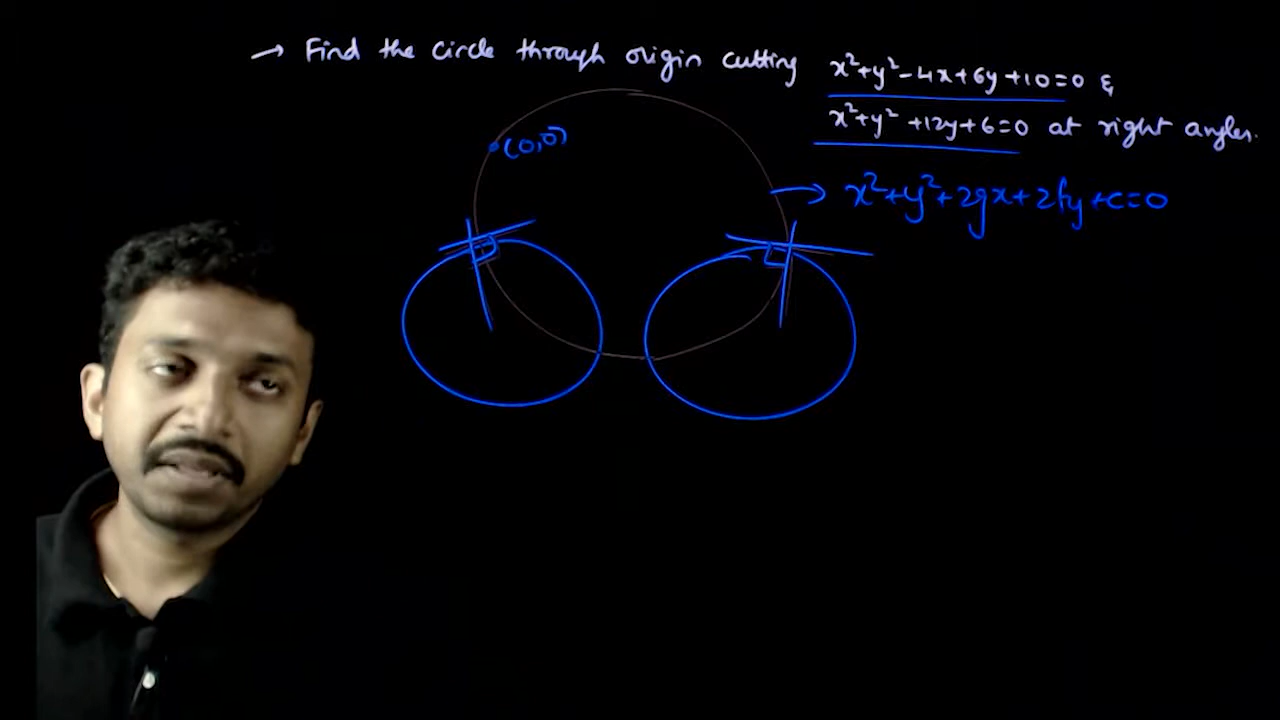 → Find the circle through origin cutting x²+y²-4x+6y+10=0 &
x²+y²+12y+6=0 at right angles.
(0,0)
→ x²+y²+2gx+2fy+c=0